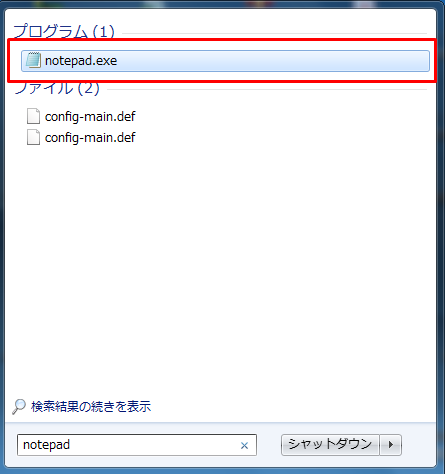 プログラム (1)
notepad.exe
ファイル (2)
config-main.def
config-main.def
検索結果の続きを表示
notepad
シャットダウン